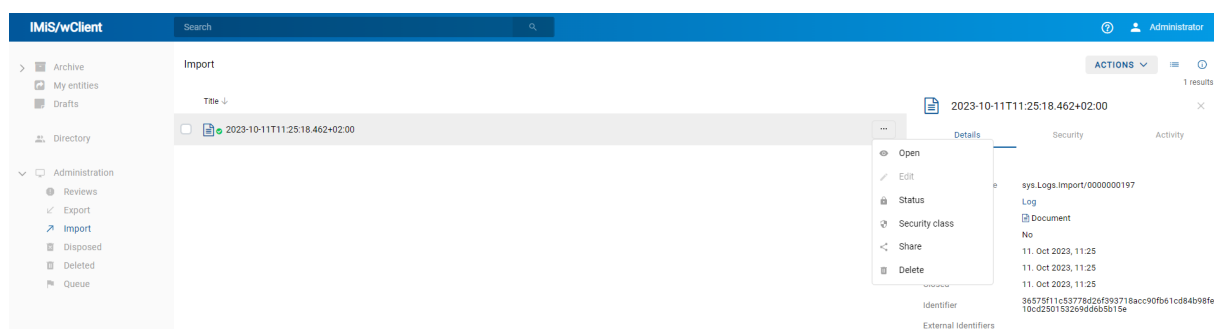 IMiS/wClient
Search
Administrator
Archive
My entities
Drafts
Directory
Administration
Reviews
Export
Import
Disposed
Deleted
Queue
Import
ACTIONS
1 results
Title
2023-10-11T11:25:18.462+02:00
Open
Edit
Status
Security class
Share
Delete
2023-10-11T11:25:18.462+02:00
Details
Security
Activity
e
sys.Logs.Import/0000000197
Log
Document
No
11. Oct 2023, 11:25
11. Oct 2023, 11:25
Closed
11. Oct 2023, 11:25
Identifier
36575f11c53778d26f393718acc90fb61cd84b98fe
10cd250153269dd6b5b15e
External Identifiers